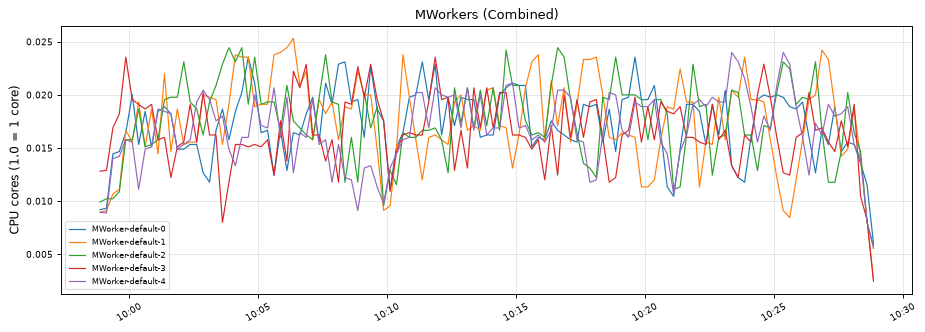 MWorkers (Combined)
CPU cores (1.0 = 1 core)
0.025
0.020
0.015
0.010
0.005
MWorker-default-0
MWorker-default-1
MWorker-default-2
MWorker-default-3
MWorker-default-4
10:00
10:05
10:10
10:15
10:20
10:25
10:30